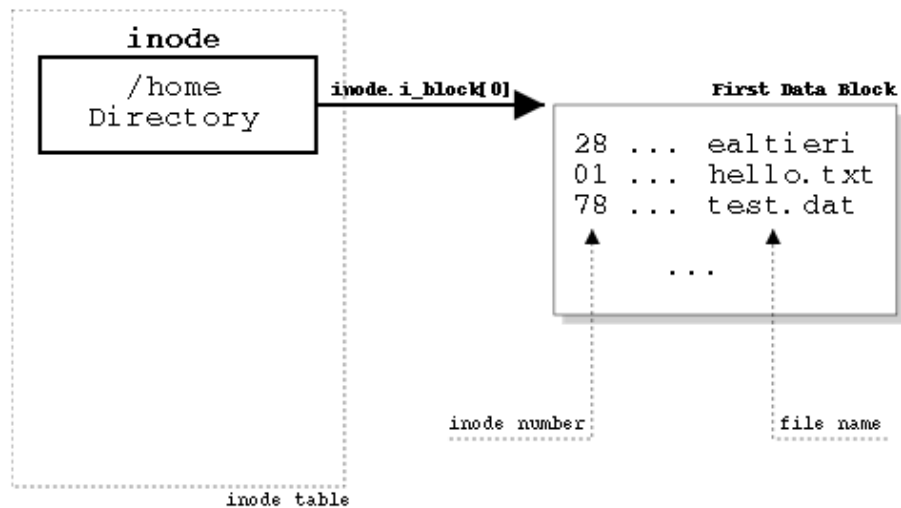 inode
/home
Directory
inode.i_block[0]
First Data Block
28 ... ealtieri
01 ... hello.txt
78 ... test.dat
...
inode number
file name
inode table